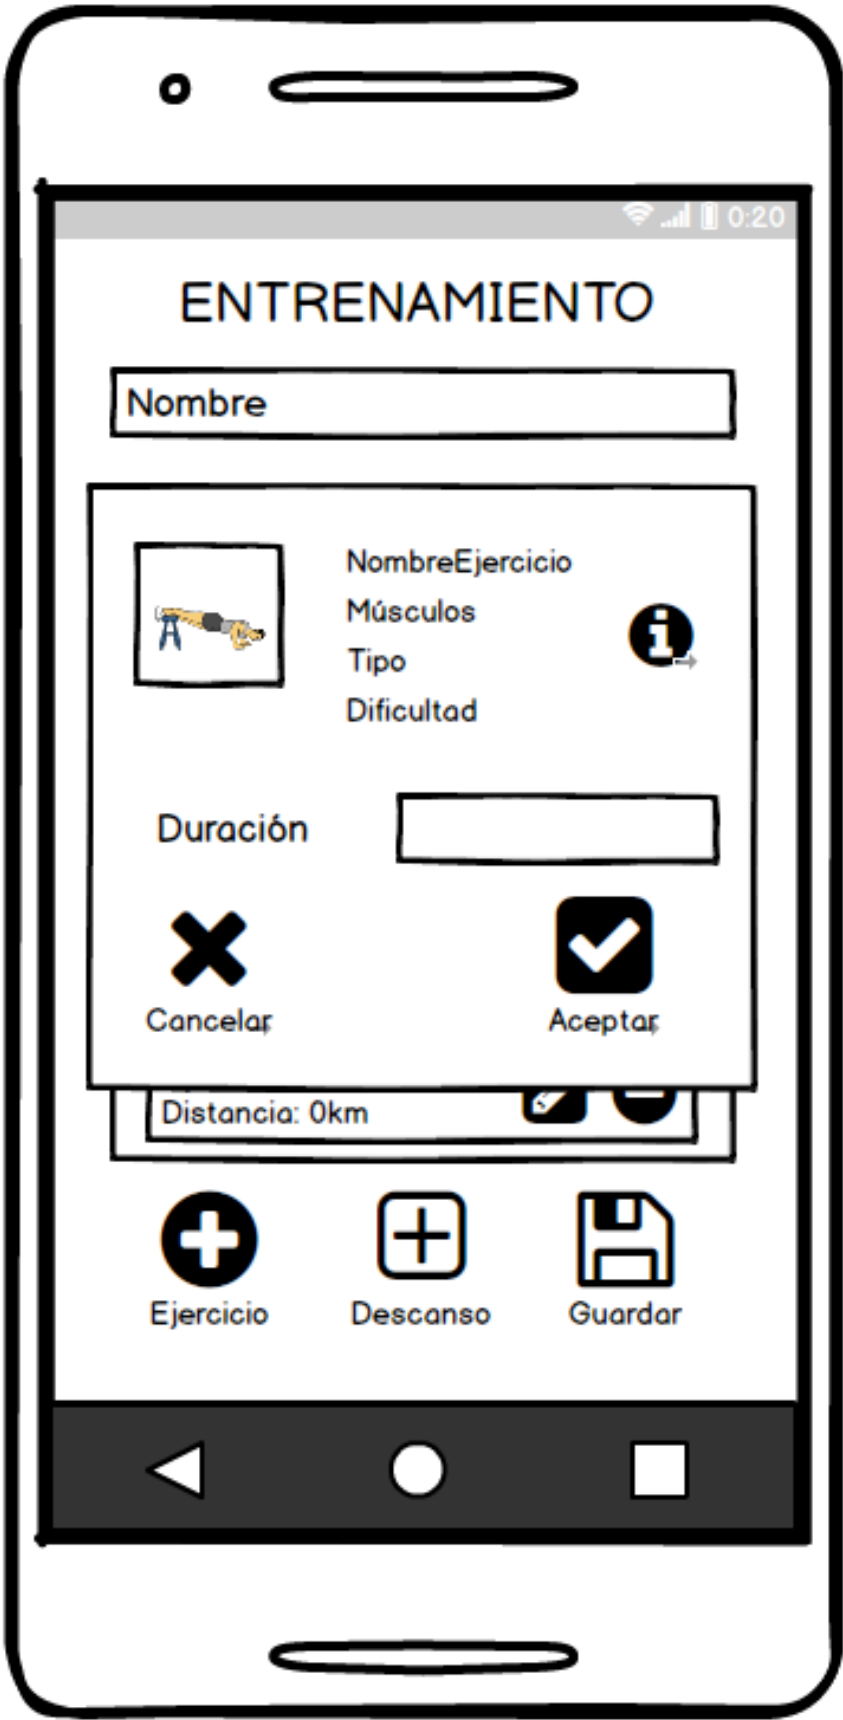 0:20
ENTRENAMIENTO
Nombre
NombreEjercicio
Músculos
Tipo
Dificultad
Duración
Cancelar
Aceptar
Distancia: 0km
Ejercicio
Descanso
Guardar